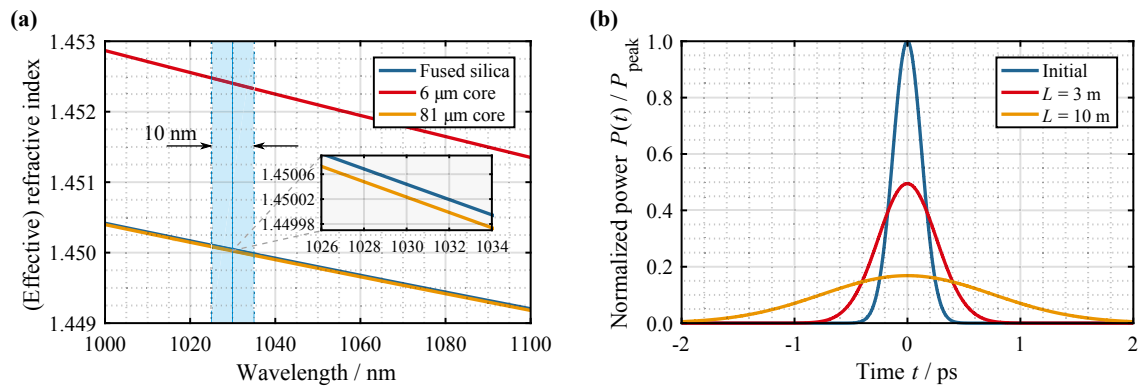 (a)
(Effective) refractive index
1.453
1.452
1.451
1.450
1.449
1000
1020
1040
1060
1080
1100
Wavelength / nm
Fused silica
6 μm core
81 μm core
10 nm
1.45006
1.45002
1.44998
1026
1028
1030
1032
1034
(b)
Normalized power P(t) / P_peak
1.0
0.8
0.6
0.4
0.2
0.0
-2
-1
0
1
2
Time t / ps
Initial
L = 3 m
L = 10 m